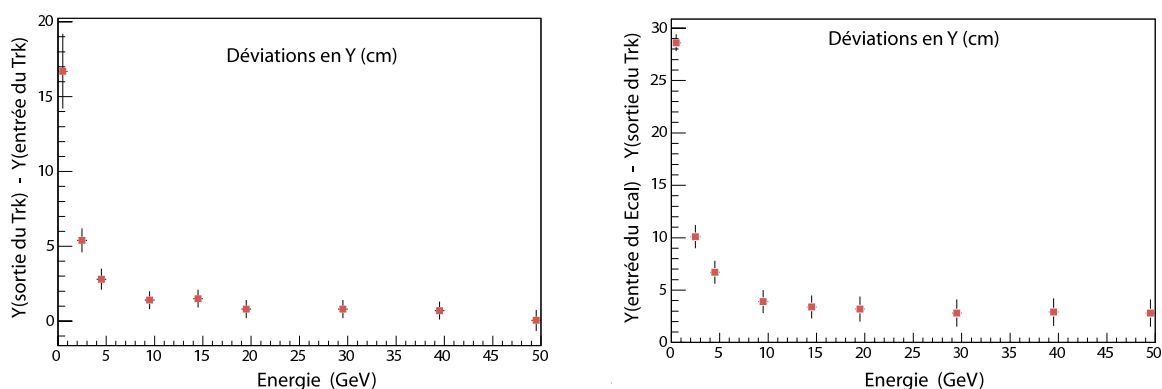 20
15
10
5
0
Y(sortie du Trk) - Y(entrée du Trk)
Déviations en Y (cm)
0 5 10 15 20 25 30 35 40 45 50
Energie (GeV)
30
25
20
15
10
5
0
Y(entrée du Ecal) - Y(sortie du Trk)
Déviations en Y (cm)
0 5 10 15 20 25 30 35 40 45 50
Energie (GeV)